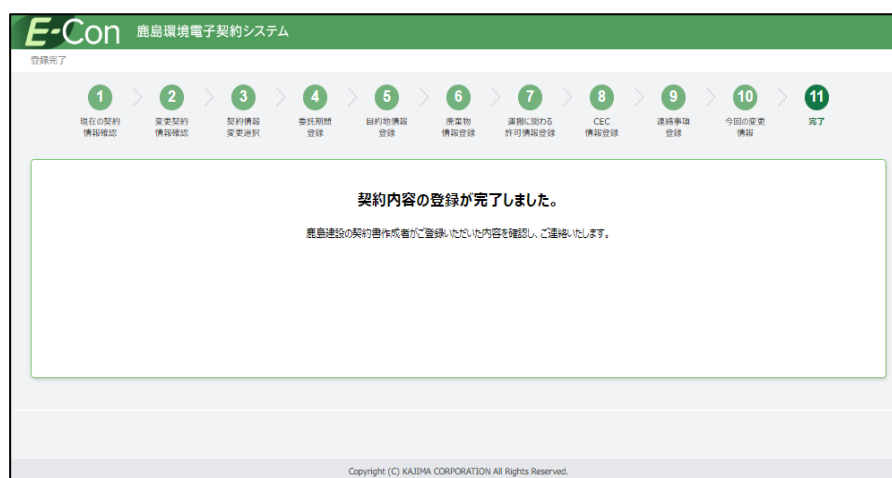 E-Con 鹿島環境電子契約システム
登録完了
1 2 3 4 5 6 7 8 9 10 11
現在の契約 変更契約 契約情報 委託期間 目的地情報 廃棄物 運搬に関わる CEC 連絡事項 今回の変更 完了
情報確認 情報確認 変更選択 登録 登録 情報登録 許可情報登録 情報登録 登録 情報
契約内容の登録が完了しました。
鹿島建設の契約書作成者がご登録いただいた内容を確認し、ご連絡いたします。
Copyright (C) KAJIMA CORPORATION All Rights Reserved.